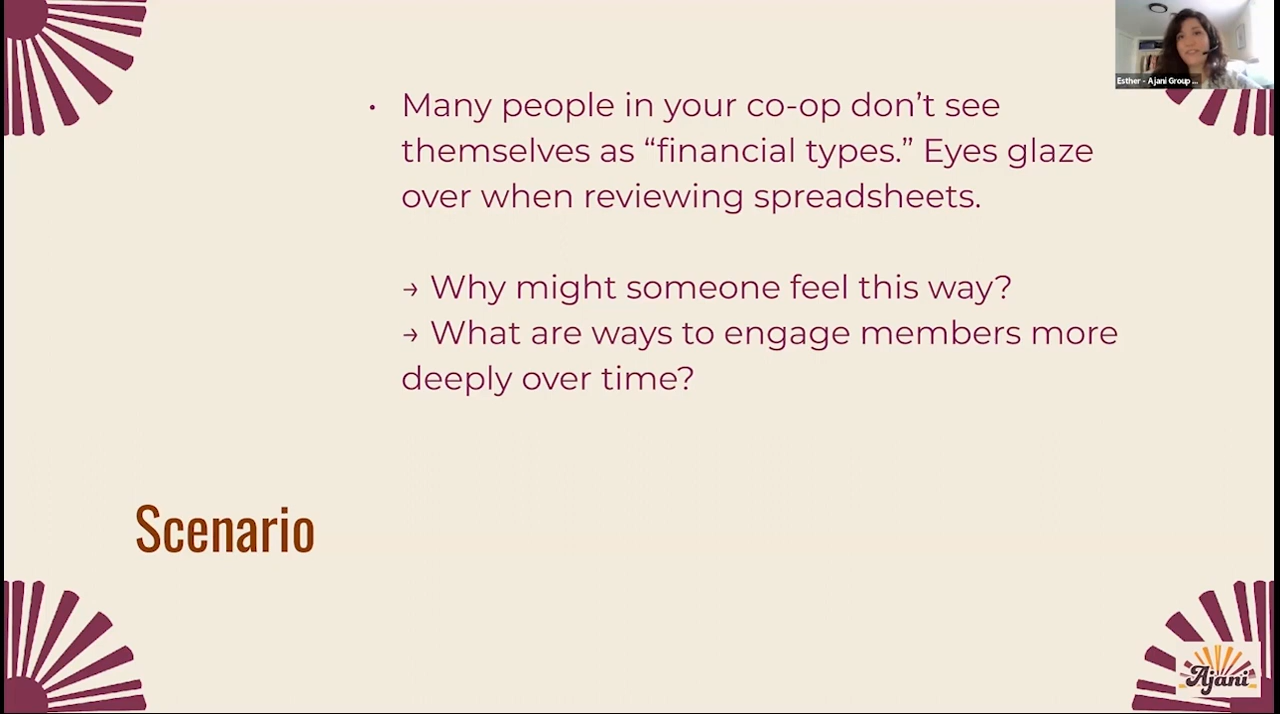 Esther - Ajani Group ...
• Many people in your co-op don’t see
themselves as “financial types.” Eyes glaze
over when reviewing spreadsheets.
→ Why might someone feel this way?
→ What are ways to engage members more
deeply over time?
Scenario
Ajani